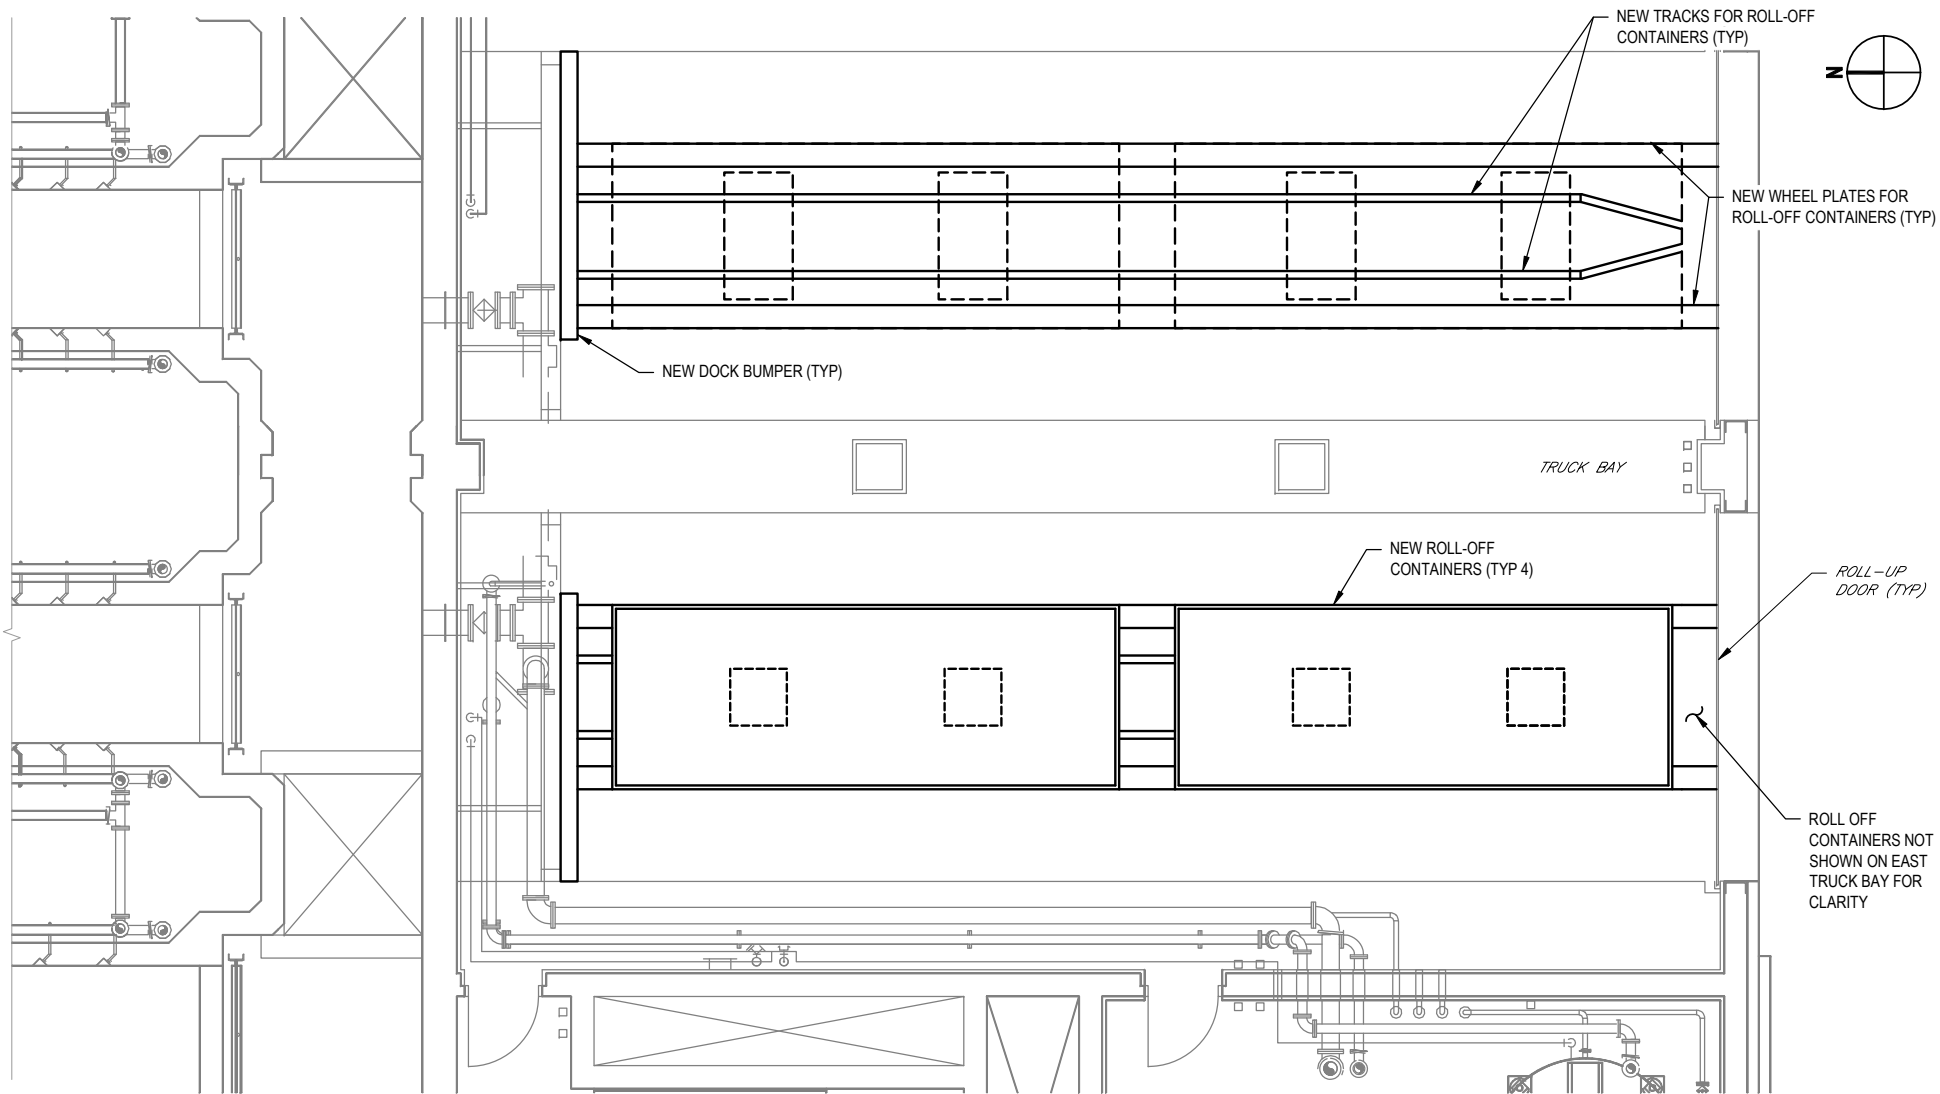 NEW TRACKS FOR ROLL-OFF
CONTAINERS (TYP)
N
NEW WHEEL PLATES FOR
ROLL-OFF CONTAINERS (TYP)
NEW DOCK BUMPER (TYP)
TRUCK BAY
NEW ROLL-OFF
CONTAINERS (TYP 4)
ROLL-UP
DOOR (TYP)
ROLL OFF
CONTAINERS NOT
SHOWN ON EAST
TRUCK BAY FOR
CLARITY